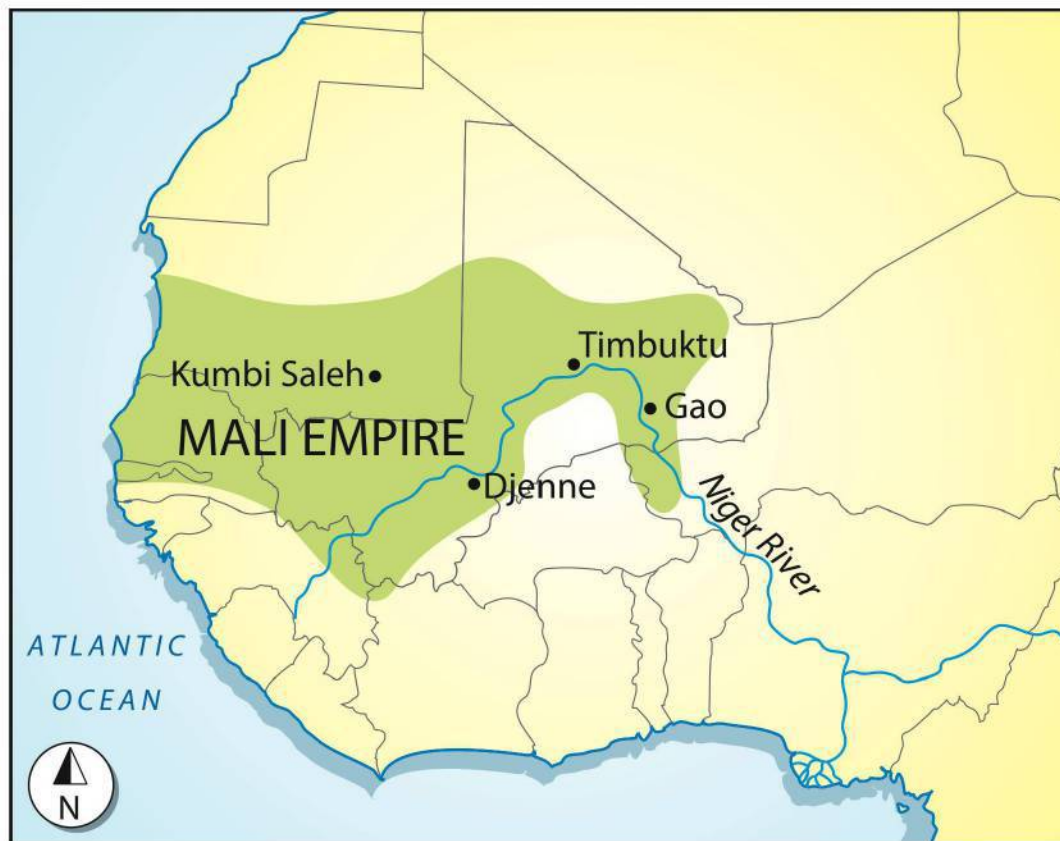 Timbuktu
Kumbi Saleh
Gao
MALI EMPIRE
Djenne
Niger River
ATLANTIC
OCEAN
N